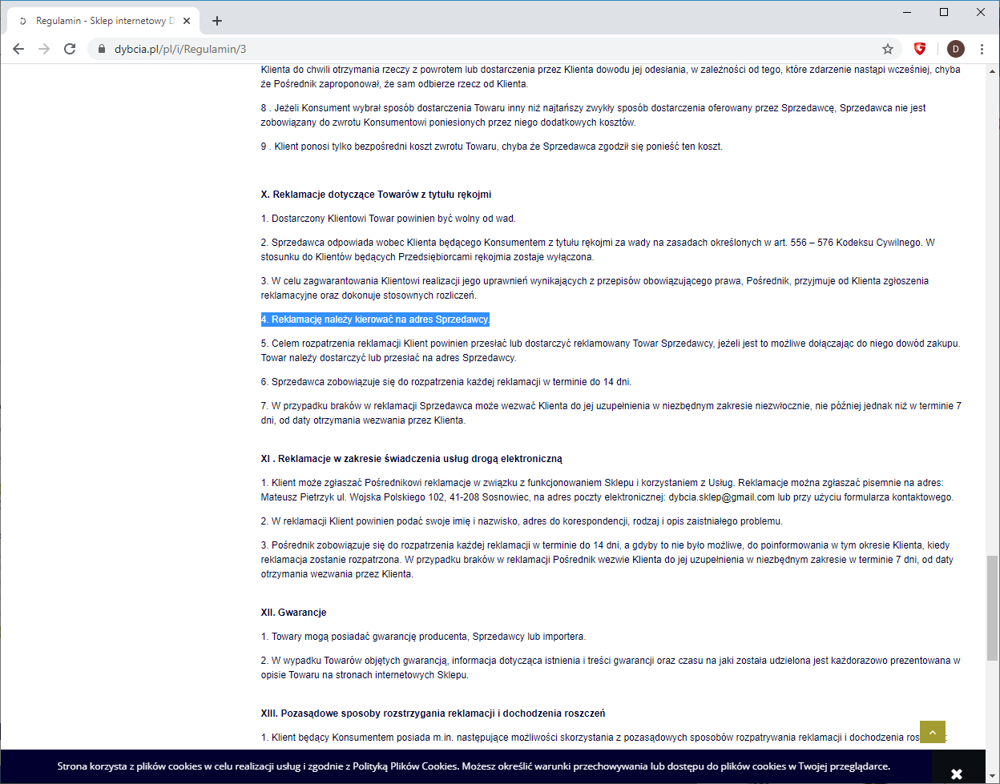 Regulamin - Sklep internetowy D
dybcia.pl/pl/i/Regulamin/3
D
Klienta do chwili otrzymania rzeczy z powrotem lub dostarczenia przez Klienta dowodu jej odesłania, w zależności od tego, które zdarzenie nastąpi wcześniej, chyba
że Pośrednik zaproponował, że sam odbierze rzecz od Klienta.
8 . Jeżeli Konsument wybrał sposób dostarczenia Towaru inny niż najtańszy zwykły sposób dostarczenia oferowany przez Sprzedawcę, Sprzedawca nie jest
zobowiązany do zwrotu Konsumentowi poniesionych przez niego dodatkowych kosztów.
9 . Klient ponosi tylko bezpośredni koszt zwrotu Towaru, chyba że Sprzedawca zgodził się ponieść ten koszt.
X. Reklamacje dotyczące Towarów z tytułu rękojmi
1. Dostarczony Klientowi Towar powinien być wolny od wad.
2. Sprzedawca odpowiada wobec Klienta będącego Konsumentem z tytułu rękojmi za wady na zasadach określonych w art. 556 – 576 Kodeksu Cywilnego. W
stosunku do Klientów będących Przedsiębiorcami rękojmia zostaje wyłączona.
3. W celu zagwarantowania Klientowi realizacji jego uprawnień wynikających z przepisów obowiązującego prawa, Pośrednik, przyjmuje od Klienta zgłoszenia
reklamacyjne oraz dokonuje stosownych rozliczeń.
4. Reklamację należy kierować na adres Sprzedawcy.
5. Celem rozpatrzenia reklamacji Klient powinien przesłać lub dostarczyć reklamowany Towar Sprzedawcy, jeżeli jest to możliwe dołączając do niego dowód zakupu.
Towar należy dostarczyć lub przesłać na adres Sprzedawcy.
6. Sprzedawca zobowiązuje się do rozpatrzenia każdej reklamacji w terminie do 14 dni.
7. W przypadku braków w reklamacji Sprzedawca może wezwać Klienta do jej uzupełnienia w niezbędnym zakresie niezwłocznie, nie później jednak niż w terminie 7
dni, od daty otrzymania wezwania przez Klienta.
XI . Reklamacje w zakresie świadczenia usług drogą elektroniczną
1. Klient może zgłaszać Pośrednikowi reklamacje w związku z funkcjonowaniem Sklepu i korzystaniem z Usług. Reklamacje można zgłaszać pisemnie na adres:
Mateusz Pietrzyk ul. Wojska Polskiego 102, 41-208 Sosnowiec, na adres poczty elektronicznej: dybcia.sklep@gmail.com lub przy użyciu formularza kontaktowego.
2. W reklamacji Klient powinien podać swoje imię i nazwisko, adres do korespondencji, rodzaj i opis zaistniałego problemu.
3. Pośrednik zobowiązuje się do rozpatrzenia każdej reklamacji w terminie do 14 dni, a gdyby to nie było możliwe, do poinformowania w tym okresie Klienta, kiedy
reklamacja zostanie rozpatrzona. W przypadku braków w reklamacji Pośrednik wezwie Klienta do jej uzupełnienia w niezbędnym zakresie w terminie 7 dni, od daty
otrzymania wezwania przez Klienta.
XII. Gwarancje
1. Towary mogą posiadać gwarancję producenta, Sprzedawcy lub importera.
2. W wypadku Towarów objętych gwarancją, informacja dotycząca istnienia i treści gwarancji oraz czasu na jaki została udzielona jest każdorazowo prezentowana w
opisie Towaru na stronach internetowych Sklepu.
XIII. Pozasądowe sposoby rozstrzygania reklamacji i dochodzenia roszczeń
1. Klient będący Konsumentem posiada m.in. następujące możliwości skorzystania z pozasądowych sposobów rozpatrywania reklamacji i dochodzenia
Strona korzysta z plików cookies w celu realizacji usług i zgodnie z Polityką Plików Cookies. Możesz określić warunki przechowywania lub dostępu do plików cookies w Twojej przeglądarce.